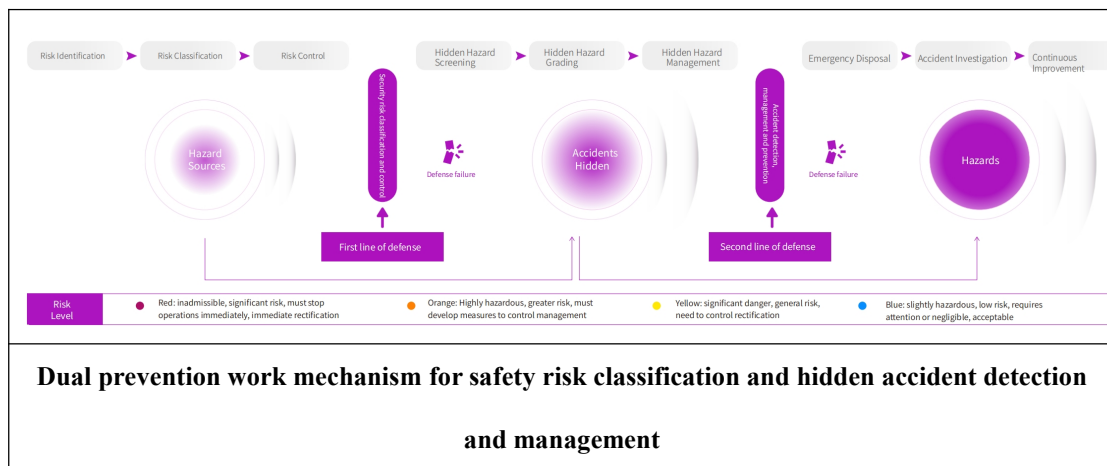 Risk Identification
Risk Classification
Risk Control
Hidden Hazard
Screening
Hidden Hazard
Grading
Hidden Hazard
Management
Emergency Disposal
Accident Investigation
Continuous
Improvement
Hazard
Sources
Security risk classification and control
Defense failure
Accidents
Hidden
Accident detection,
management and prevention
Defense failure
Hazards
First line of defense
Second line of defense
Risk
Level
Red: inadmissible, significant risk, must stop
operations immediately, immediate rectification
Orange: Highly hazardous, greater risk, must
develop measures to control management
Yellow: significant danger, general risk,
need to control rectification
Blue: slightly hazardous, low risk, requires
attention or negligible, acceptable
Dual prevention work mechanism for safety risk classification and hidden accident detection
and management